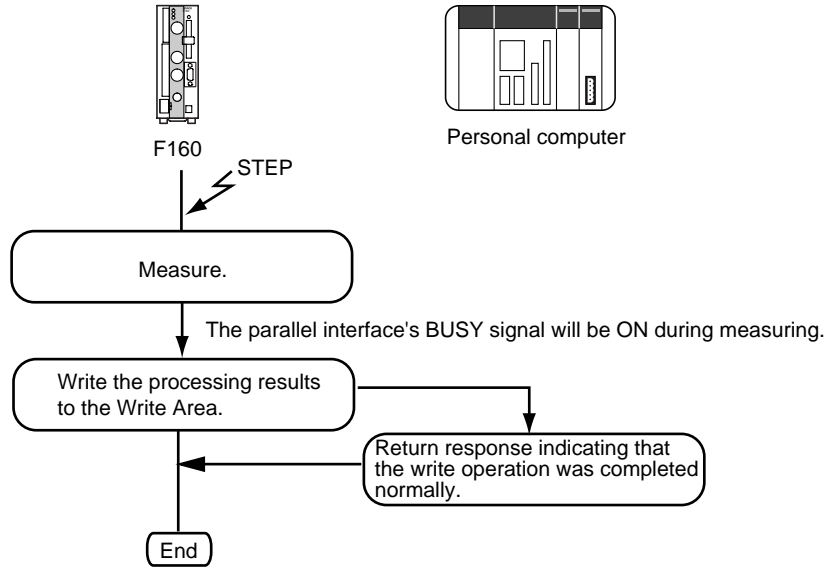 F160
Personal computer
STEP
Measure.
The parallel interface's BUSY signal will be ON during measuring.
Write the processing results
to the Write Area.
Return response indicating that
the write operation was completed
normally.
End